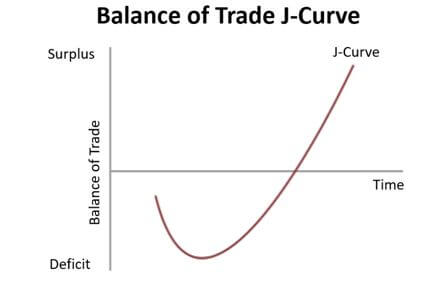 Balance of Trade J-Curve
Surplus
J-Curve
Balance of Trade
Time
Deficit